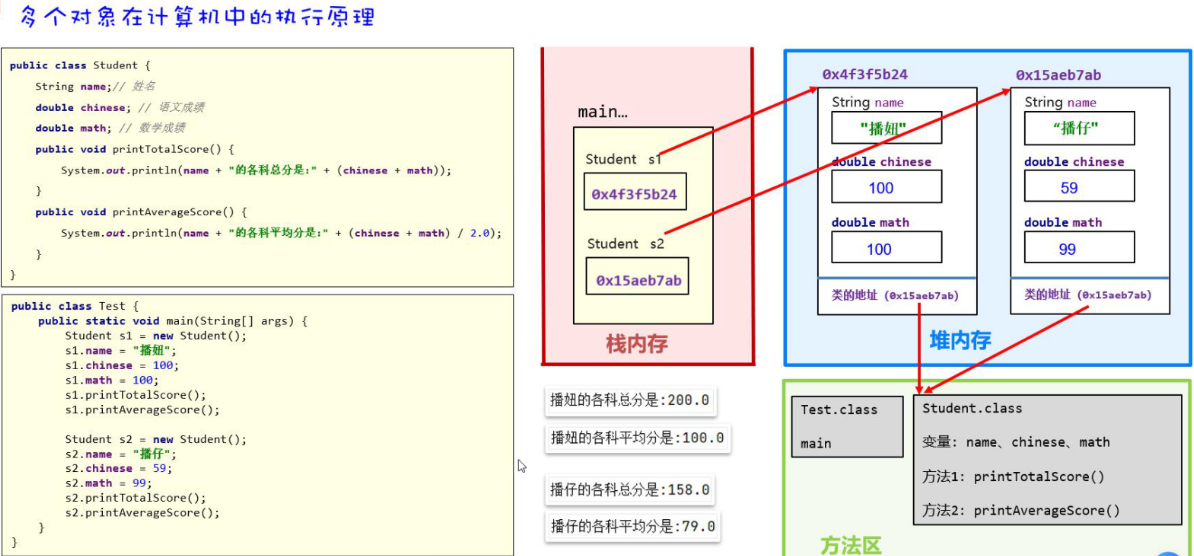 多个对象在计算机中的执行原理
public class Student {
String name;// 姓名
double chinese; // 语文成绩
double math; // 数学成绩
public void printTotalScore() {
System.out.println(name + "的各科总分是:" + (chinese + math));
}
public void printAverageScore() {
System.out.println(name + "的各科平均分是:" + (chinese + math) / 2.0);
}
}
public class Test {
public static void main(String[] args) {
Student s1 = new Student();
s1.name = "播妞";
s1.chinese = 100;
s1.math = 100;
s1.printTotalScore();
s1.printAverageScore();
Student s2 = new Student();
s2.name = "播仔";
s2.chinese = 59;
s2.math = 99;
s2.printTotalScore();
s2.printAverageScore();
}
}
main…
Student s1
0x4f3f5b24
Student s2
0x15aeb7ab
栈内存
播妞的各科总分是:200.0
播妞的各科平均分是:100.0
播仔的各科总分是:158.0
播仔的各科平均分是:79.0
0x4f3f5b24
String name
"播妞"
double chinese
100
double math
100
类的地址 (0x15aeb7ab)
0x15aeb7ab
String name
“播仔"
double chinese
59
double math
99
类的地址 (0x15aeb7ab)
堆内存
Test.class
main
Student.class
变量: name、chinese、math
方法1: printTotalScore()
方法2: printAverageScore()
方法区